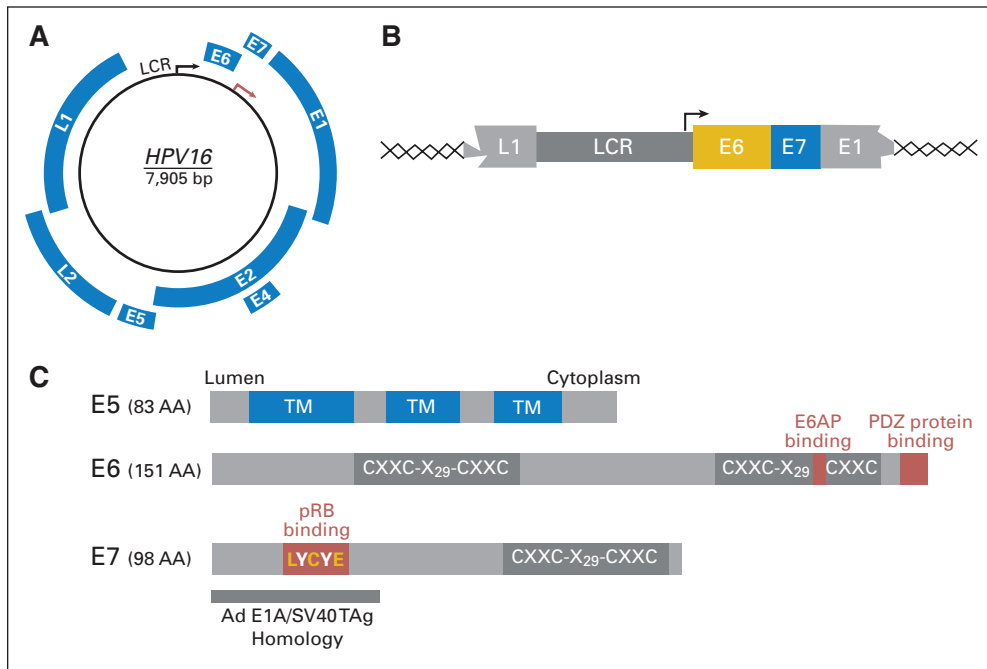 A
LCR
E6
E7
E1
L1
HPV16
7,905 bp
L2
E2
E4
E5
B
L1
LCR
E6
E7
E1
C
Lumen
Cytoplasm
E5 (83 AA)
TM
TM
TM
E6AP
binding
PDZ protein
binding
E6 (151 AA)
CXXC-X29-CXXC
CXXC-X29
CXXC
pRB
binding
E7 (98 AA)
LYCYE
CXXC-X29-CXXC
Ad E1A/SV40 TAg
Homology